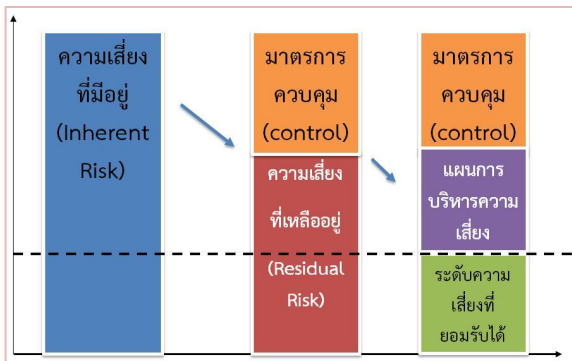 ความเสี่ยง
ที่มีอยู่
(Inherent
Risk)
มาตรการ
ควบคุม
(control)
ความเสี่ยง
ที่เหลืออยู่
(Residual
Risk)
มาตรการ
ควบคุม
(control)
แผนการ
บริหารความ
เสี่ยง
ระดับความ
เสี่ยงที่
ยอมรับได้